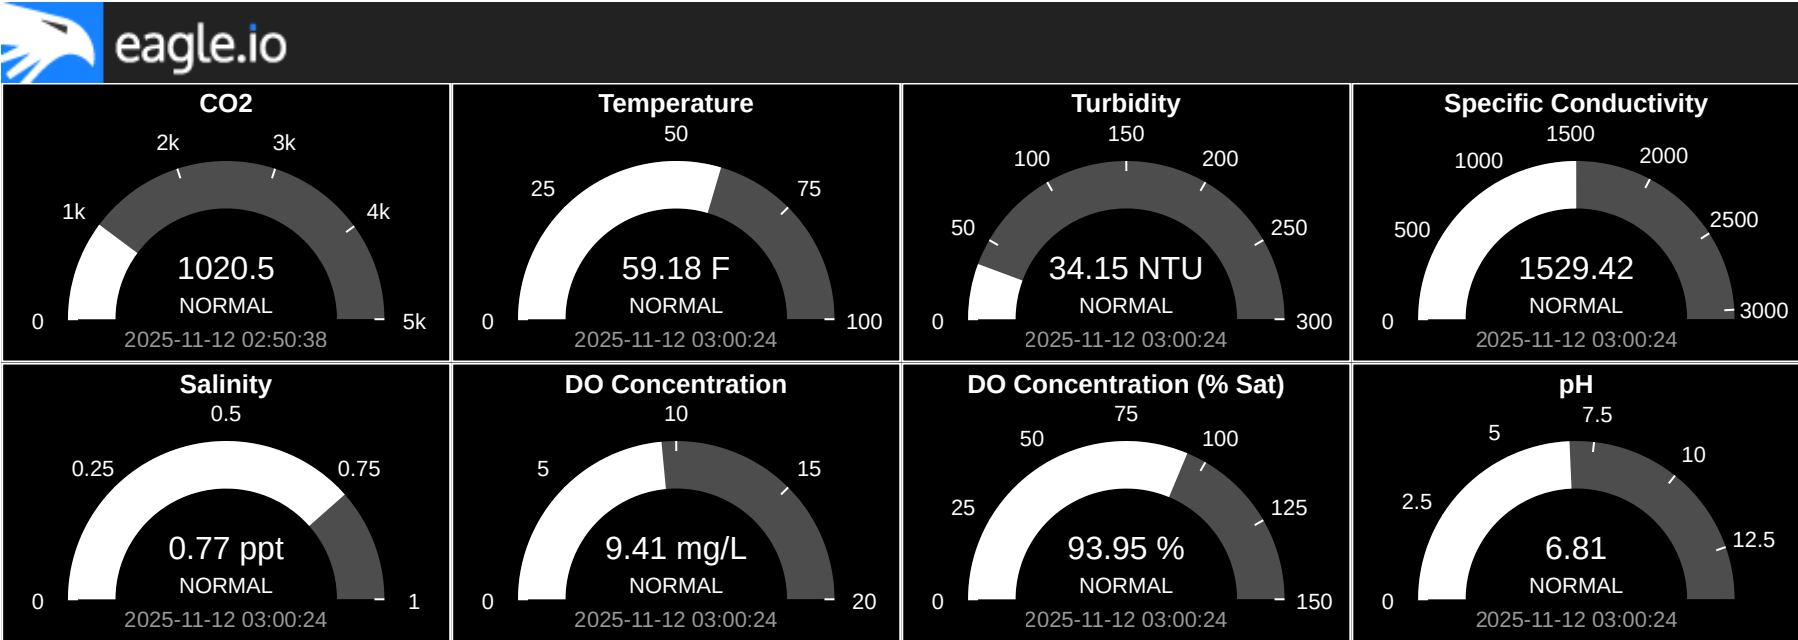 eagle.io
CO2
2k
3k
1k
4k
1020.5
NORMAL
0
5k
2025-11-12 02:50:38
Temperature
50
25
75
59.18 F
NORMAL
0
100
2025-11-12 03:00:24
Turbidity
150
100
200
50
250
34.15 NTU
NORMAL
0
300
2025-11-12 03:00:24
Specific Conductivity
1500
1000
2000
500
2500
1529.42
NORMAL
0
3000
2025-11-12 03:00:24
Salinity
0.5
0.25
0.75
0.77 ppt
NORMAL
0
1
2025-11-12 03:00:24
DO Concentration
10
5
15
9.41 mg/L
NORMAL
0
20
2025-11-12 03:00:24
DO Concentration (% Sat)
75
50
100
25
125
93.95 %
NORMAL
0
150
2025-11-12 03:00:24
pH
7.5
5
10
2.5
12.5
6.81
NORMAL
0
2025-11-12 03:00:24